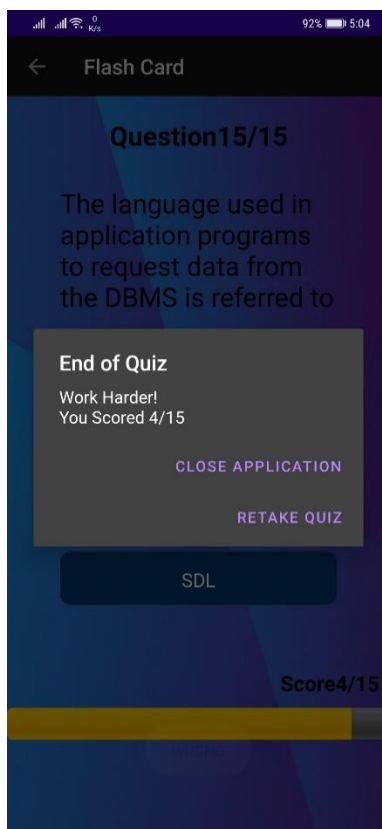 0
K/s
92% 5:04
Flash Card
Question15/15
The language used in
application programs
to request data from
the DBMS is referred to
End of Quiz
Work Harder!
You Scored 4/15
CLOSE APPLICATION
RETAKE QUIZ
SDL
Score4/15